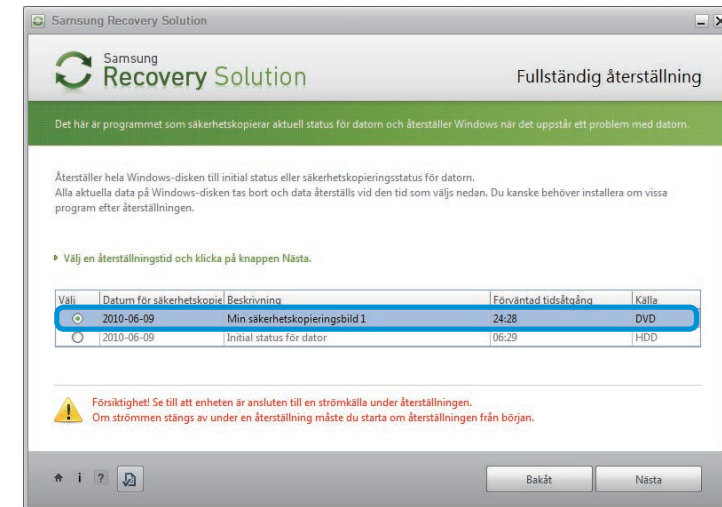 Samsung Recovery Solution
Samsung
Recovery Solution
Fullständig återställning
Det här är programmet som säkerhetskopierar aktuell status för datorn och återställer Windows när det uppstår ett problem med datorn.
Återställer hela Windows-disken till initial status eller säkerhetskopieringsstatus för datorn.
Alla aktuella data på Windows-disken tas bort och data återställs vid den tid som väljs nedan. Du kanske behöver installera om vissa
program efter återställningen.
Välj en återställningstid och klicka på knappen Nästa.
Välj Datum för säkerhetskopie Beskrivning Förväntad tidsåtgång Källa
2010-06-09 Min säkerhetskopieringsbild 1 24:28 DVD
2010-06-09 Initial status för dator 06:29 HDD
Försiktighet! Se till att enheten är ansluten till en strömkälla under återställningen.
Om strömmen stängs av under en återställning måste du starta om återställningen från början.
i ? Bakåt Nästa